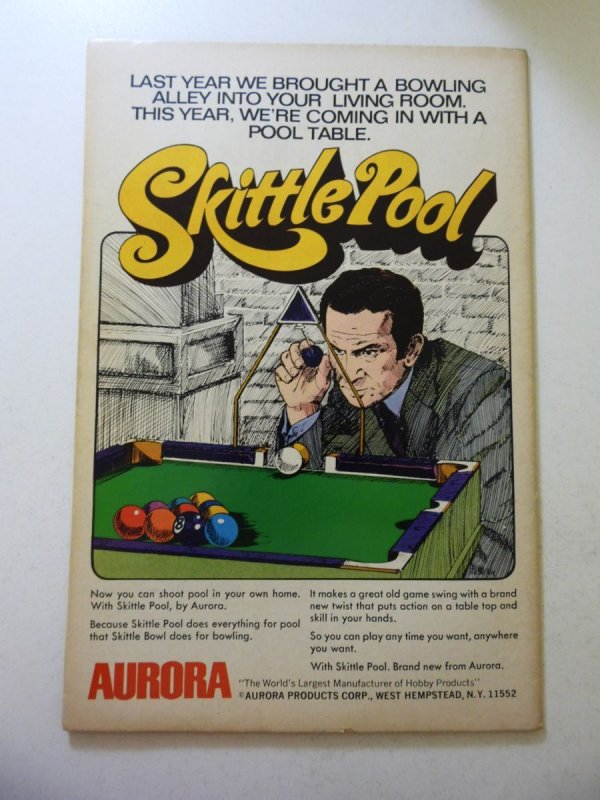 LAST YEAR WE BROUGHT A BOWLING
ALLEY INTO YOUR LIVING ROOM.
THIS YEAR, WE'RE COMING IN WITH A
POOL TABLE.
Skittle Pool
8
Now you can shoot pool in your own home.
With Skittle Pool, by Aurora.
Because Skittle Pool does everything for pool
that Skittle Bowl does for bowling.
It makes a great old game swing with a brand
new twist that puts action on a table top and
skill in your hands.
So you can play any time you want, anywhere
you want.
With Skittle Pool. Brand new from Aurora.
AURORA
"The World's Largest Manufacturer of Hobby Products"
©AURORA PRODUCTS CORP., WEST HEMPSTEAD, N.Y. 11552